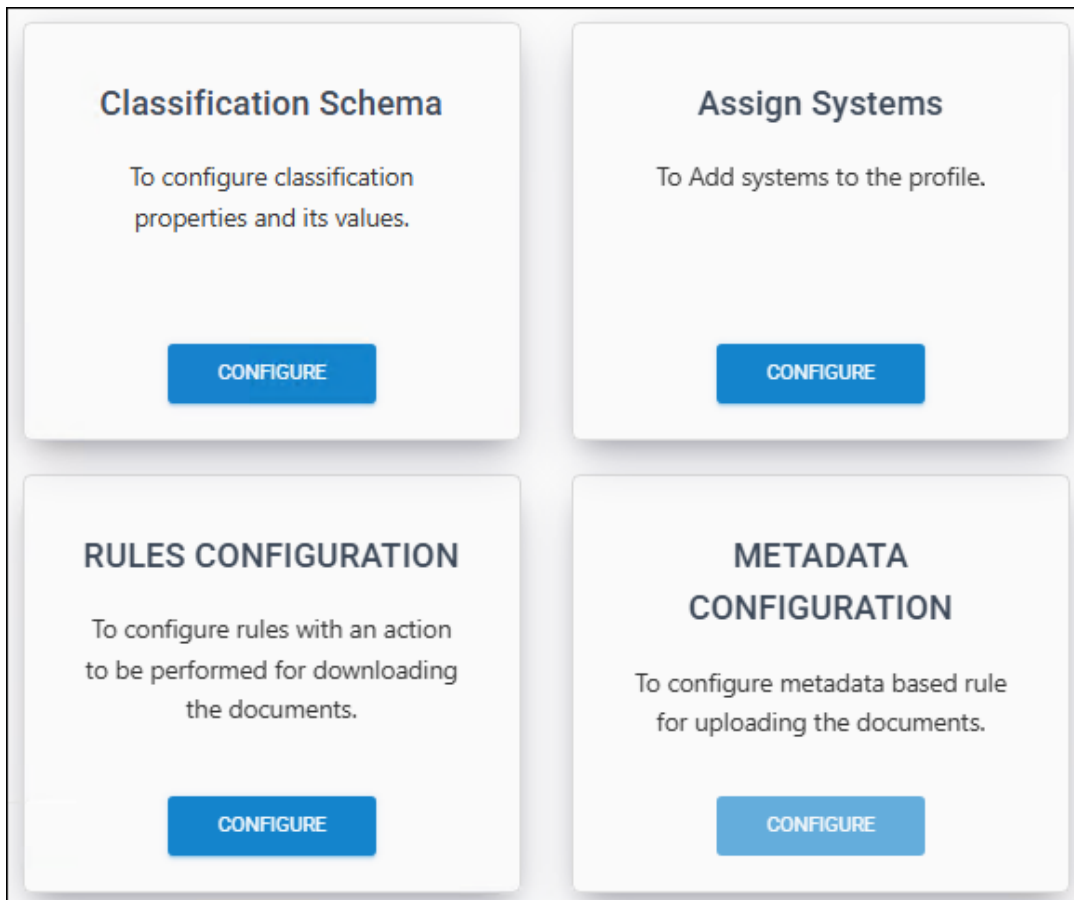 Classification Schema
To configure classification
properties and its values.
CONFIGURE
Assign Systems
To Add systems to the profile.
CONFIGURE
RULES CONFIGURATION
To configure rules with an action
to be performed for downloading
the documents.
CONFIGURE
METADATA
CONFIGURATION
To configure metadata based rule
for uploading the documents.
CONFIGURE